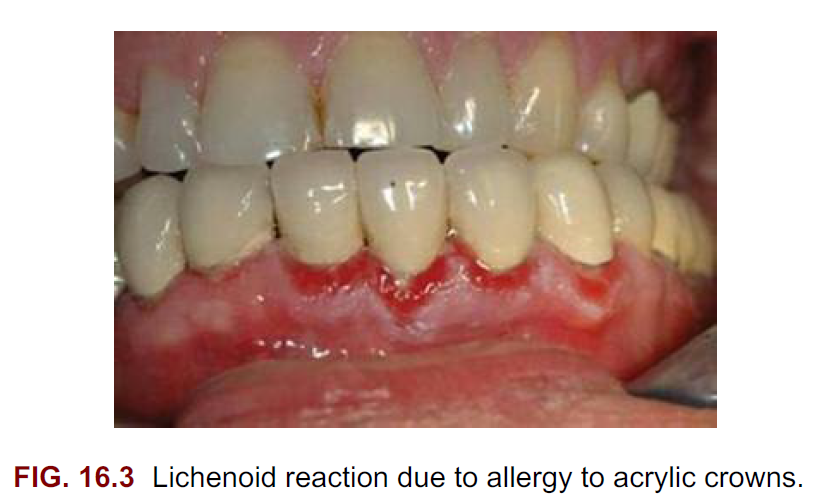 FIG. 16.3 Lichenoid reaction due to allergy to acrylic crowns.